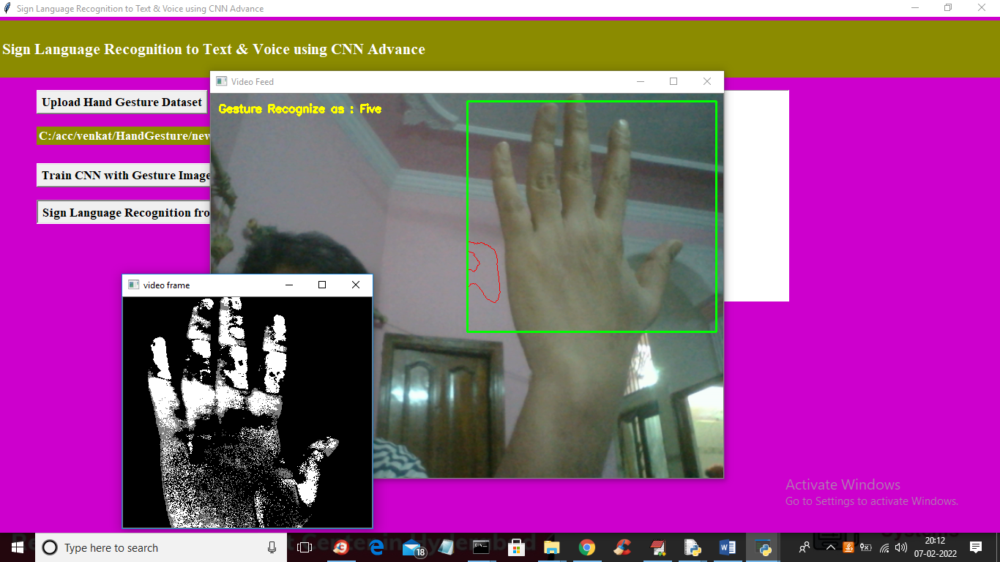 Sign Language Recognition to Text & Voice using CNN Advance
Sign Language Recognition to Text & Voice using CNN Advance
Upload Hand Gesture Dataset
C:/acc/venkat/HandGesture/new
Train CNN with Gesture Image
Sign Language Recognition fro
Video Feed
Gesture Recognize as : Five
video frame
Activate Windows
Go to Settings to activate Windows.
Type here to search
18
20:12
07-02-2022